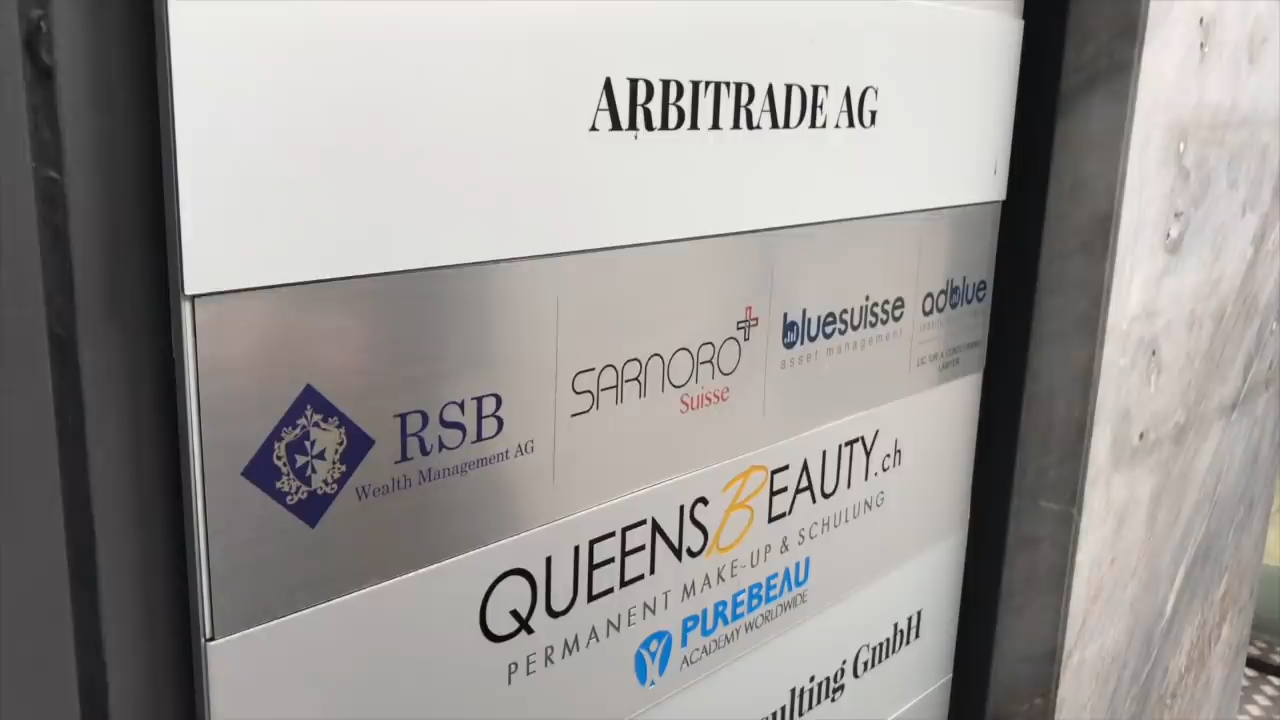 ARBITRADE AG
RSB
Wealth Management AG
SARNORO
Suisse
bluesuisse
asset management
adblue
LAWYER
QUEENSBEAUTY.ch
PERMANENT MAKE-UP & SCHULUNG
PUREBEAU
ACADEMY WORLDWIDE
GmbH